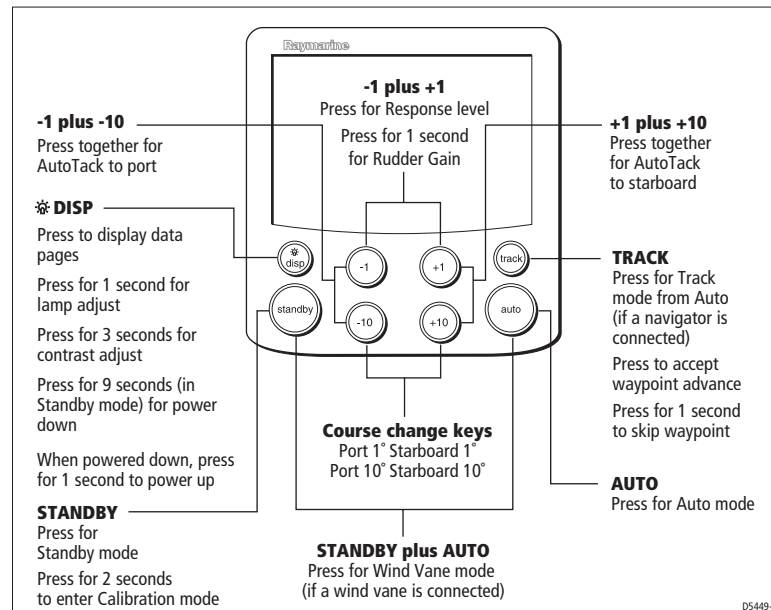 Raymarine
-1 plus +1
Press for Response level
Press for 1 second
for Rudder Gain
-1 plus -10
Press together for
AutoTack to port
+1 plus +10
Press together
for AutoTack
to starboard
DISP
Press to display data
pages
Press for 1 second for
lamp adjust
Press for 3 seconds for
contrast adjust
Press for 9 seconds (in
Standby mode) for power
down
When powered down, press
for 1 second to power up
disp
-1
+1
track
standby
-10
+10
auto
TRACK
Press for Track
mode from Auto
(if a navigator is
connected)
Press to accept
waypoint advance
Press for 1 second
to skip waypoint
Course change keys
Port 1° Starboard 1°
Port 10° Starboard 10°
STANDBY
Press for
Standby mode
Press for 2 seconds
to enter Calibration mode
STANDBY plus AUTO
Press for Wind Vane mode
(if a wind vane is connected)
AUTO
Press for Auto mode
D5449-